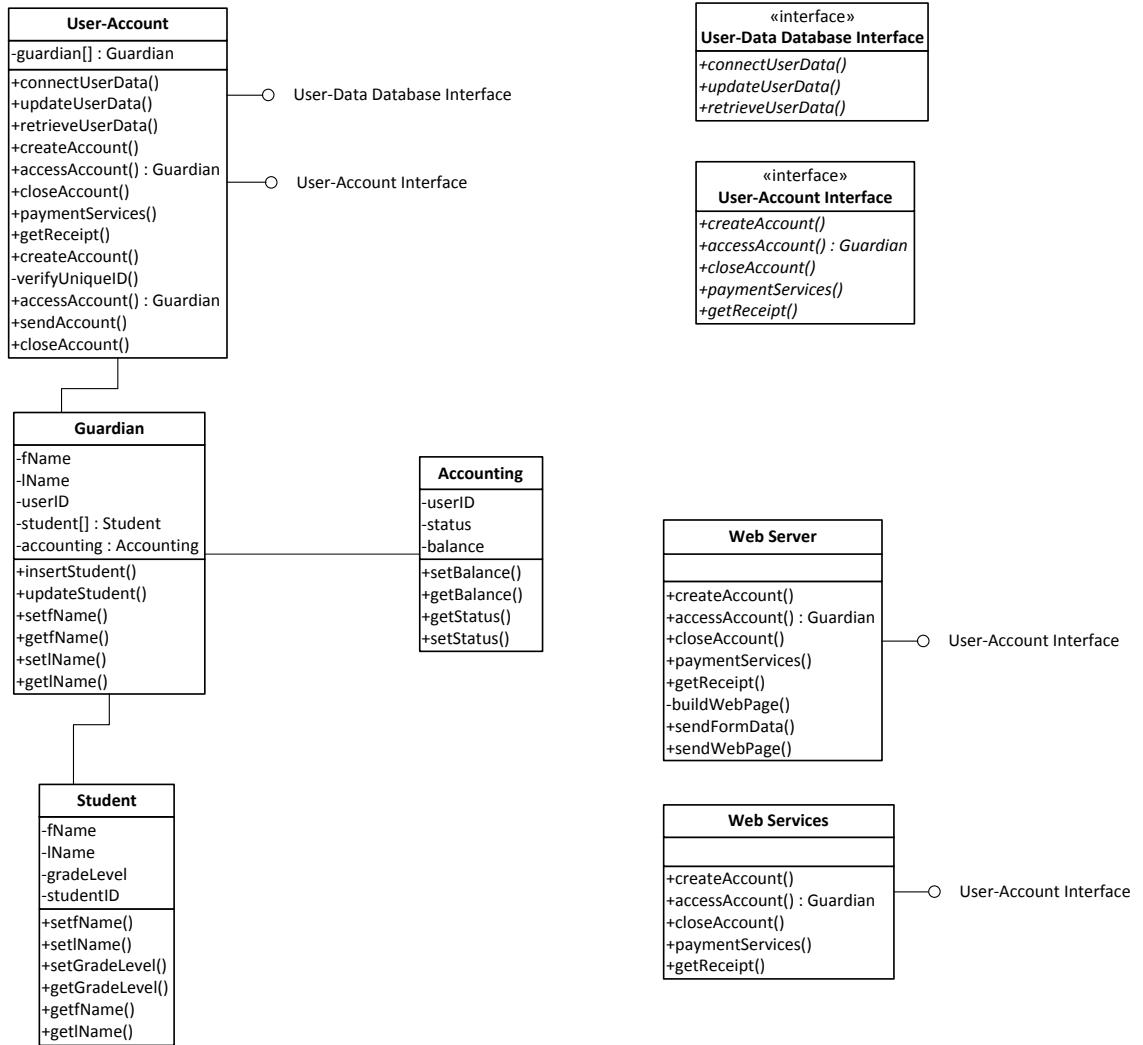 User-Account
-guardian[] : Guardian
+connectUserData()
+updateUserData()
+retrieveUserData()
+createAccount()
+accessAccount() : Guardian
+closeAccount()
+paymentServices()
+getReceipt()
+createAccount()
-verifyUniqueID()
+accessAccount() : Guardian
+sendAccount()
+closeAccount()
User-Data Database Interface
User-Account Interface
«interface»
User-Data Database Interface
+connectUserData()
+updateUserData()
+retrieveUserData()
«interface»
User-Account Interface
+createAccount()
+accessAccount() : Guardian
+closeAccount()
+paymentServices()
+getReceipt()
Guardian
-fName
-lName
-userID
-student[] : Student
-accounting : Accounting
+insertStudent()
+updateStudent()
+setfName()
+getfName()
+setlName()
+getlName()
Accounting
-userID
-status
-balance
+setBalance()
+getBalance()
+getStatus()
+setStatus()
Web Server
+createAccount()
+accessAccount() : Guardian
+closeAccount()
+paymentServices()
+getReceipt()
-buildWebPage()
+sendFormData()
+sendWebPage()
User-Account Interface
Student
-fName
-lName
-gradeLevel
-studentID
+setfName()
+setlName()
+setGradeLevel()
+getGradeLevel()
+getfName()
+getlName()
Web Services
+createAccount()
+accessAccount() : Guardian
+closeAccount()
+paymentServices()
+getReceipt()
User-Account Interface